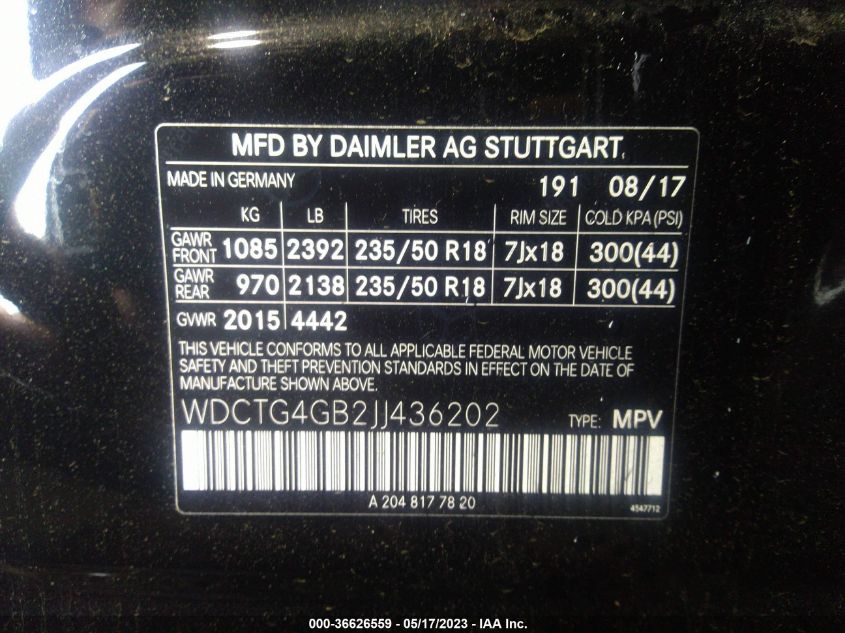 MFD BY DAIMLER AG STUTTGART.
MADE IN GERMANY 191 08/17
KG LB TIRES RIM SIZE COLD KPA (PSI)
GAWR FRONT 1085 2392 235/50 R18 7Jx18 300(44)
GAWR REAR 970 2138 235/50 R18 7Jx18 300(44)
GVWR 2015 4442
THIS VEHICLE CONFORMS TO ALL APPLICABLE FEDERAL MOTOR VEHICLE
SAFETY AND THEFT PREVENTION STANDARDS IN EFFECT ON THE DATE
OF MANUFACTURE SHOWN ABOVE.
WDCTG4GB2JJ436202 TYPE: MPV
A 204 817 78 20
4547712
000-36626559 - 05/17/2023 - IAA Inc.